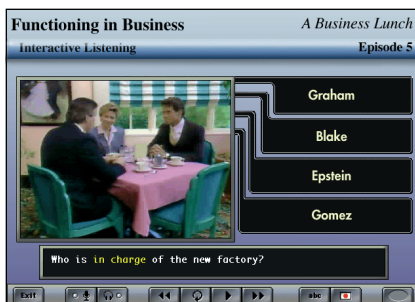 Functioning in Business
A Business Lunch
Interactive Listening
Episode 5
Graham
Blake
Epstein
Gomez
Who is in charge of the new factory?
Exit
abc